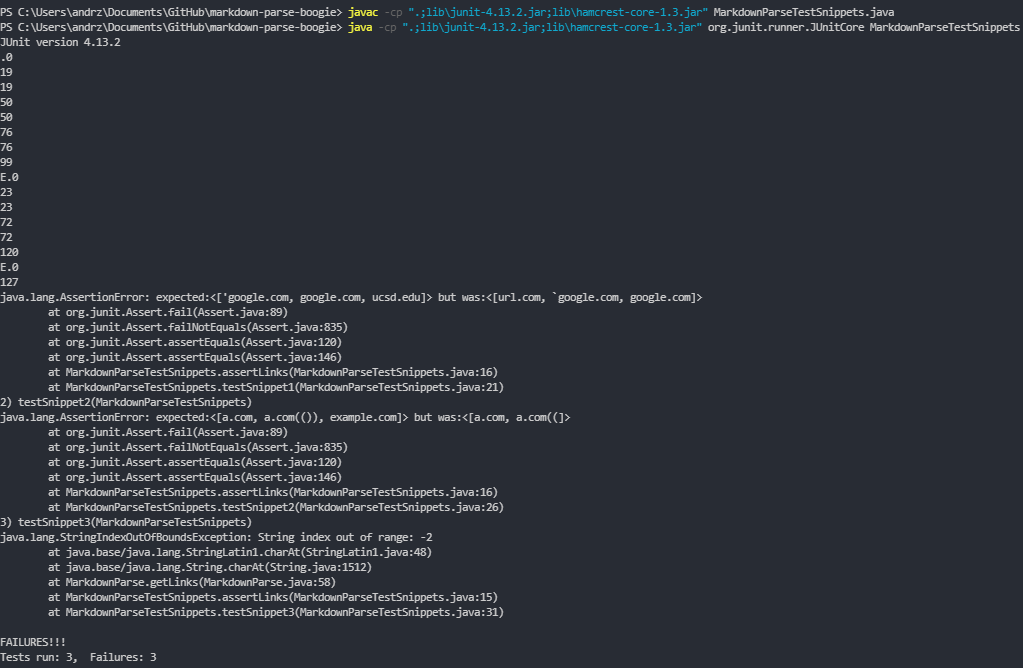 PS C:\Users\andrz\Documents\GitHub\markdown-parse-boogie> javac -cp ".;lib\junit-4.13.2.jar;lib\hamcrest-core-1.3.jar" MarkdownParseTestSnippets.java
PS C:\Users\andrz\Documents\GitHub\markdown-parse-boogie> java -cp ".;lib\junit-4.13.2.jar;lib\hamcrest-core-1.3.jar" org.junit.runner.JUnitCore MarkdownParseTestSnippets
JUnit version 4.13.2
.0
19
19
50
50
76
76
99
E.0
23
23
72
72
120
E.0
127
java.lang.AssertionError: expected:<['google.com, google.com, ucsd.edu]> but was:<[url.com, `google.com, google.com]>
        at org.junit.Assert.fail(Assert.java:89)
        at org.junit.Assert.failNotEquals(Assert.java:835)
        at org.junit.Assert.assertEquals(Assert.java:120)
        at org.junit.Assert.assertEquals(Assert.java:146)
        at MarkdownParseTestSnippets.assertLinks(MarkdownParseTestSnippets.java:16)
        at MarkdownParseTestSnippets.testSnippet1(MarkdownParseTestSnippets.java:21)
2) testSnippet2(MarkdownParseTestSnippets)
java.lang.AssertionError: expected:<[a.com, a.com(()), example.com]> but was:<[a.com, a.com((]>
        at org.junit.Assert.fail(Assert.java:89)
        at org.junit.Assert.failNotEquals(Assert.java:835)
        at org.junit.Assert.assertEquals(Assert.java:120)
        at org.junit.Assert.assertEquals(Assert.java:146)
        at MarkdownParseTestSnippets.assertLinks(MarkdownParseTestSnippets.java:16)
        at MarkdownParseTestSnippets.testSnippet2(MarkdownParseTestSnippets.java:26)
3) testSnippet3(MarkdownParseTestSnippets)
java.lang.StringIndexOutOfBoundsException: String index out of range: -2
        at java.base/java.lang.StringLatin1.charAt(StringLatin1.java:48)
        at java.base/java.lang.String.charAt(String.java:1512)
        at MarkdownParse.getLinks(MarkdownParse.java:58)
        at MarkdownParseTestSnippets.assertLinks(MarkdownParseTestSnippets.java:15)
        at MarkdownParseTestSnippets.testSnippet3(MarkdownParseTestSnippets.java:31)
FAILURES!!!
Tests run: 3,  Failures: 3